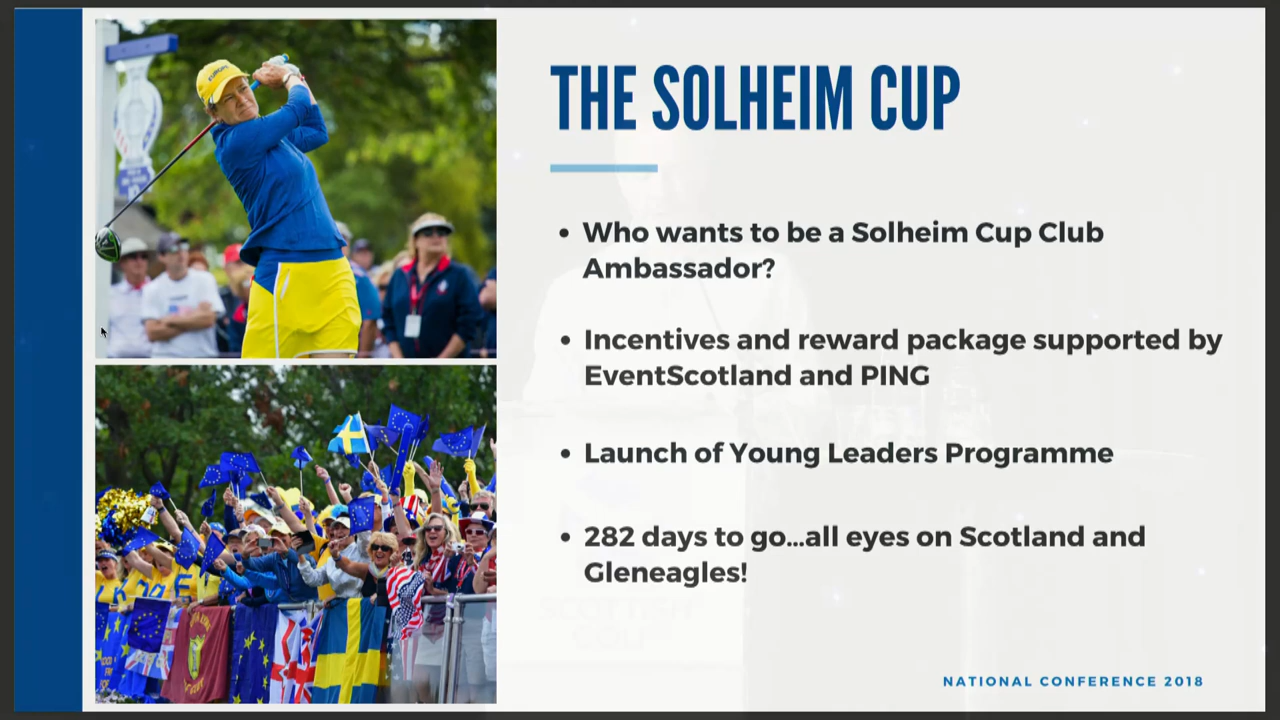 THE SOLHEIM CUP
• Who wants to be a Solheim Cup Club
Ambassador?
• Incentives and reward package supported by
EventScotland and PING
• Launch of Young Leaders Programme
• 282 days to go...all eyes on Scotland and
Gleneagles!
NATIONAL CONFERENCE 2018
EUROPE